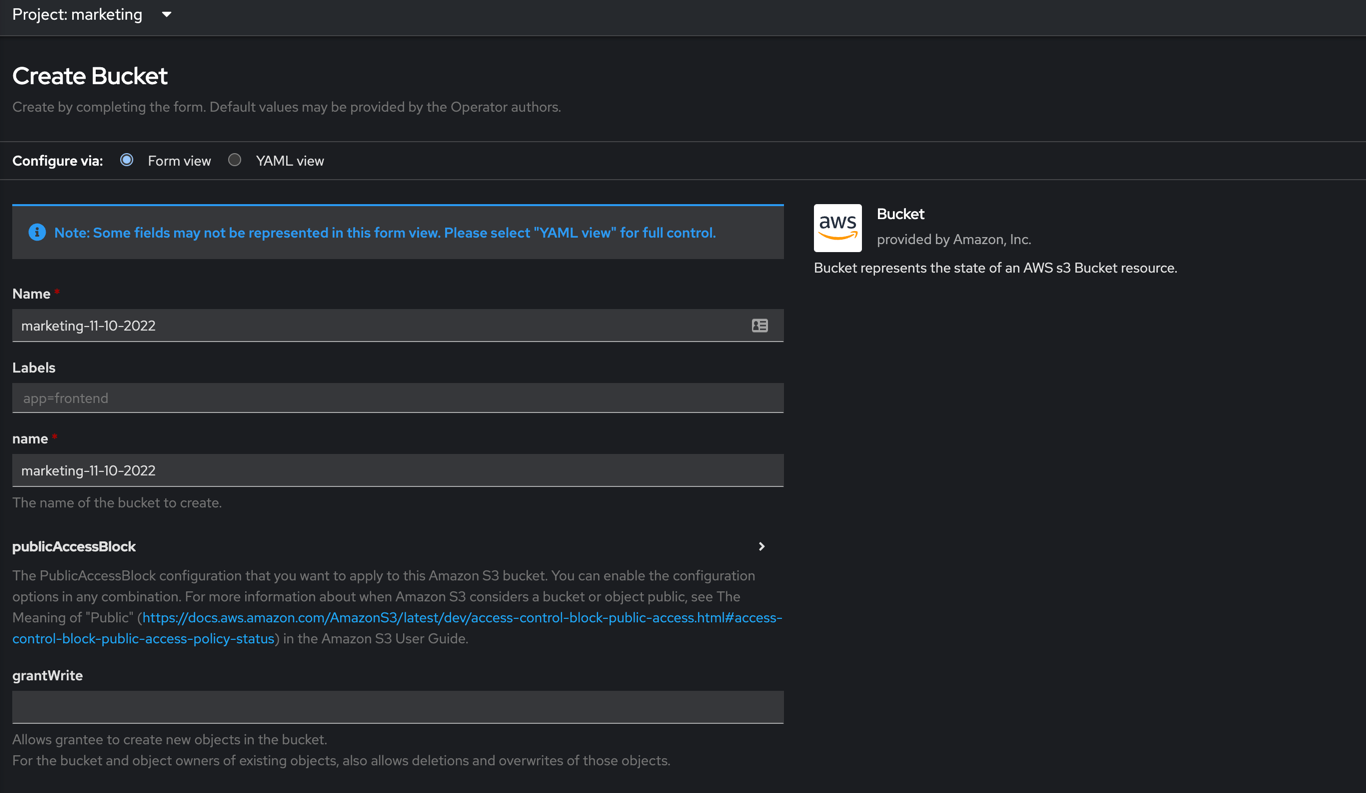 Project: marketing
Create Bucket
Create by completing the form. Default values may be provided by the Operator authors.
Configure via: Form view YAML view
Note: Some fields may not be represented in this form view. Please select "YAML view" for full control.
aws
Bucket
provided by Amazon, Inc.
Bucket represents the state of an AWS s3 Bucket resource.
Name *
marketing-11-10-2022
Labels
app=frontend
name *
marketing-11-10-2022
The name of the bucket to create.
publicAccessBlock
The PublicAccessBlock configuration that you want to apply to this Amazon S3 bucket. You can enable the configuration
options in any combination. For more information about when Amazon S3 considers a bucket or object public, see The
Meaning of "Public" (https://docs.aws.amazon.com/AmazonS3/latest/dev/access-control-block-public-access.html#access-
control-block-public-access-policy-status) in the Amazon S3 User Guide.
grantWrite
Allows grantee to create new objects in the bucket.
For the bucket and object owners of existing objects, also allows deletions and overwrites of those objects.